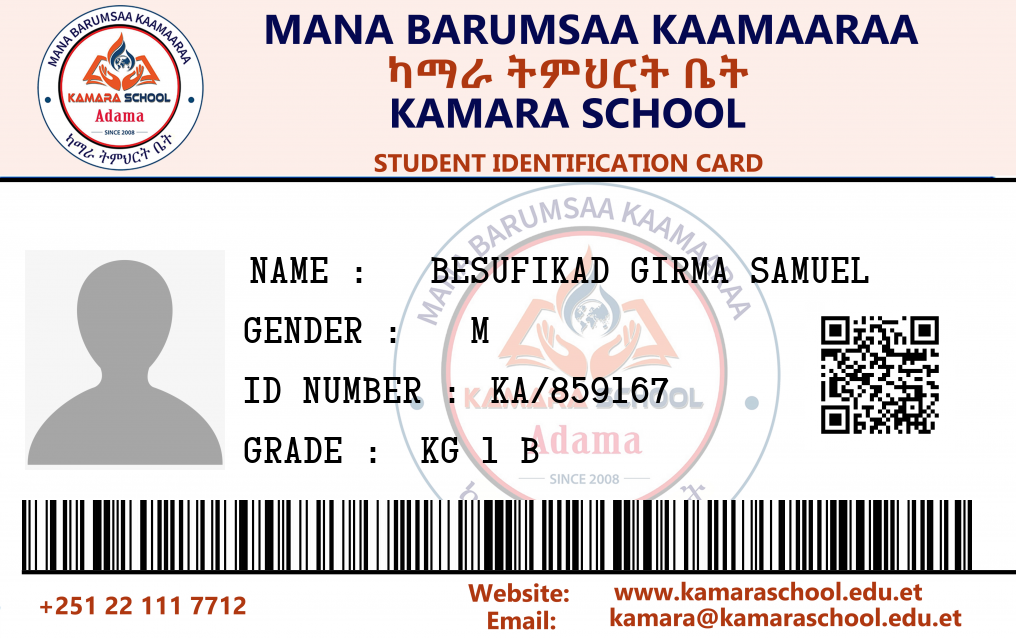 MANA BARUMSAA KAAMAARAA
KAMARA SCHOOL
Adama
SINCE 2008
ካማራ ትምህርት ቤት
MANA BARUMSAA KAAMAARAA
ካማራ ትምህርት ቤት
KAMARA SCHOOL
STUDENT IDENTIFICATION CARD
MANA BARUMSAA KAAMAARAA
KAMARA SCHOOL
Adama
SINCE 2008
NAME : BESUFIKAD GIRMA SAMUEL
GENDER : M
ID NUMBER : KA/859167
GRADE : KG 1 B
+251 22 111 7712
Website: www.kamaraschool.edu.et
Email: kamara@kamaraschool.edu.et